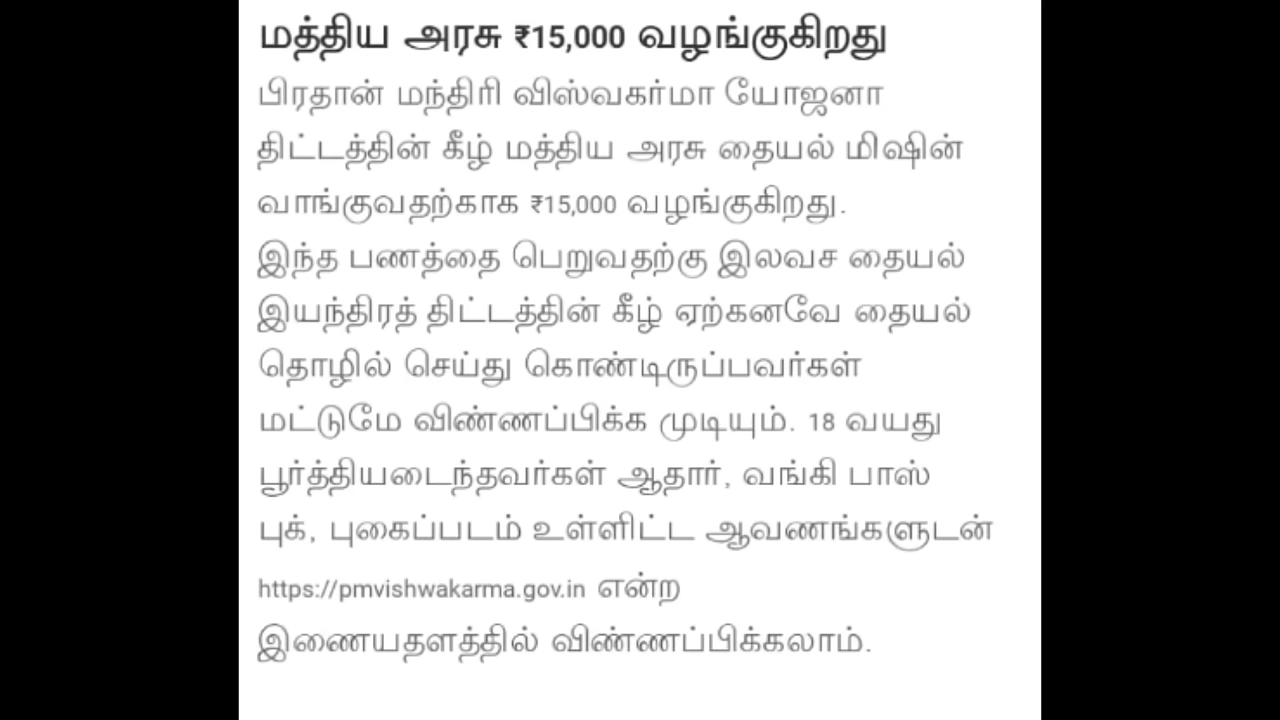 மத்திய அரசு ₹15,000 வழங்குகிறது
பிரதான் மந்திரி விஸ்வகர்மா யோஜனா
திட்டத்தின் கீழ் மத்திய அரசு தையல் மிஷின்
வாங்குவதற்காக ₹15,000 வழங்குகிறது.
இந்த பணத்தை பெறுவதற்கு இலவச தையல்
இயந்திரத் திட்டத்தின் கீழ் ஏற்கனவே தையல்
தொழில் செய்து கொண்டிருப்பவர்கள்
மட்டுமே விண்ணப்பிக்க முடியும். 18 வயது
பூர்த்தியடைந்தவர்கள் ஆதார், வங்கி பாஸ்
புக், புகைப்படம் உள்ளிட்ட ஆவணங்களுடன்
https://pmvishwakarma.gov.in என்ற
இணையதளத்தில் விண்ணப்பிக்கலாம்.